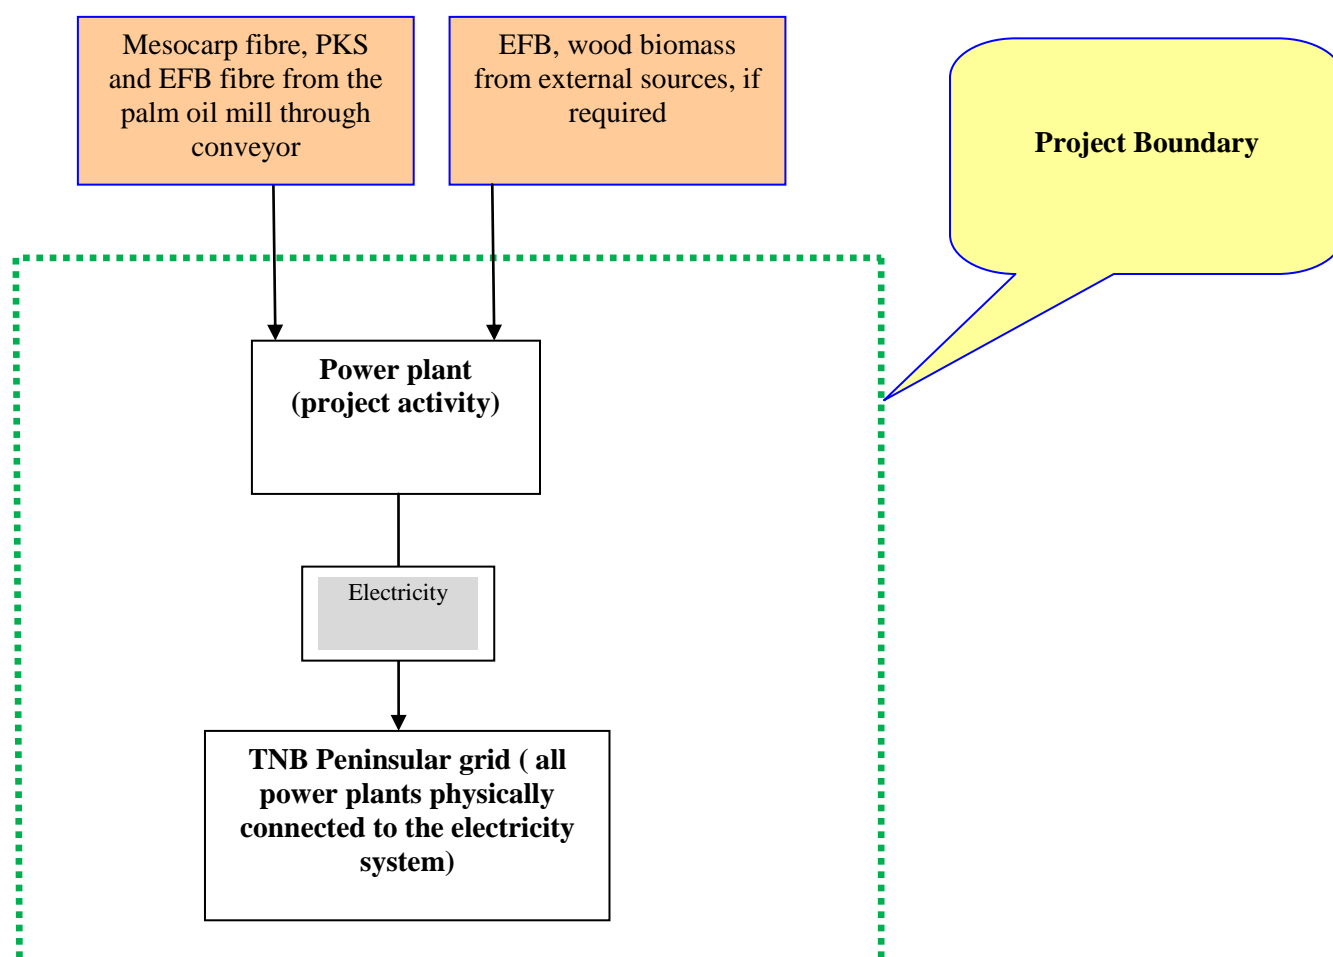 Mesocarp fibre, PKS
and EFB fibre from the
palm oil mill through
conveyor
EFB, wood biomass
from external sources, if
required
Project Boundary
Power plant
(project activity)
Electricity
TNB Peninsular grid ( all
power plants physically
connected to the electricity
system)